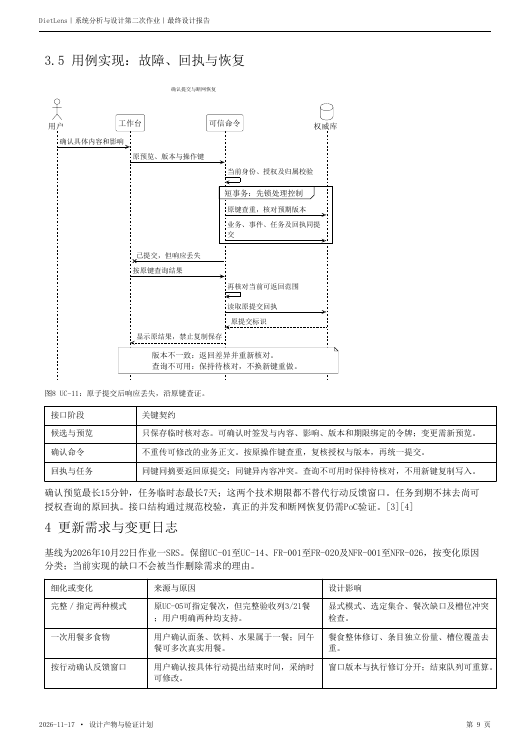 DietLens｜系统分析与设计第二次作业｜最终设计报告
3.5 用例实现：故障、回执与恢复
确认提交与断网恢复
用户
工作台
可信命令
权威库
确认具体内容和影响
原预览、版本与操作键
当前身份、授权及归属校验
短事务：先锁处理控制
原键查重，核对预期版本
业务、事件、任务及回执同提
交
已提交，但响应丢失
按原键查询结果
再核对当前可返回范围
读取原提交回执
原提交标识
显示原结果，禁止复制保存
版本不一致：返回差异并重新核对。
查询不可用：保持待核对，不换新键重做。
图8 UC-11：原子提交后响应丢失，沿原键查证。
接口阶段
关键契约
候选与预览
只保存临时核对态。可确认时签发与内容、影响、版本和期限绑定的令牌；变更需新预览。
确认命令
不重传可修改的业务正文。按原操作键查重，复核授权与版本，再统一提交。
回执与任务
同键同摘要返回原提交；同键异内容冲突。查询不可用时保持待核对，不用新键复制写入。
确认预览最长15分钟，任务临时态最长7天；这两个技术期限都不替代行动反馈窗口。任务到期不抹去尚可
授权查询的原回执。接口结构通过规范校验，真正的并发和断网恢复仍需PoC验证。[3][4]
4 更新需求与变更日志
基线为2026年10月22日作业一SRS。保留UC-01至UC-14、FR-001至FR-020及NFR-001至NFR-026，按变化原因
分类；当前实现的缺口不会被当作删除需求的理由。
细化或变化
来源与原因
设计影响
完整 / 指定两种模式
原UC-05可指定餐次，但完整验收列3/21餐
；用户明确两种均支持。
显式模式、选定集合、餐次缺口及槽位冲突
检查。
一次用餐多食物
用户确认面条、饮料、水果属于一餐；同午
餐可多次真实用餐。
餐食整体修订、条目独立份量、槽位覆盖去
重。
按行动确认反馈窗口
用户确认按具体行动提出结束时间，采纳时
可修改。
窗口版本与执行修订分开；结束队列可重算。
2026-11-17 • 设计产物与验证计划
第 9 页